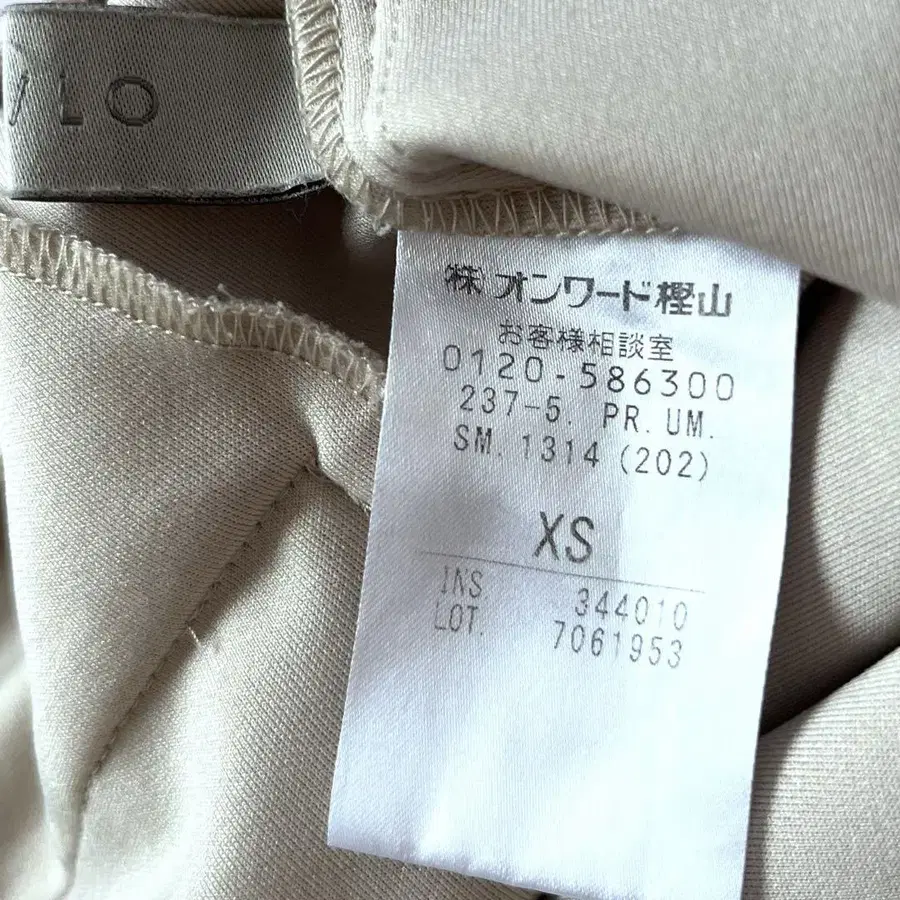 LO
㈱オンワード樫山
お客様相談室
0120-586300
237-5. PR. UM.
SM. 1314 (202)
XS
INS 344010
LOT. 7061953